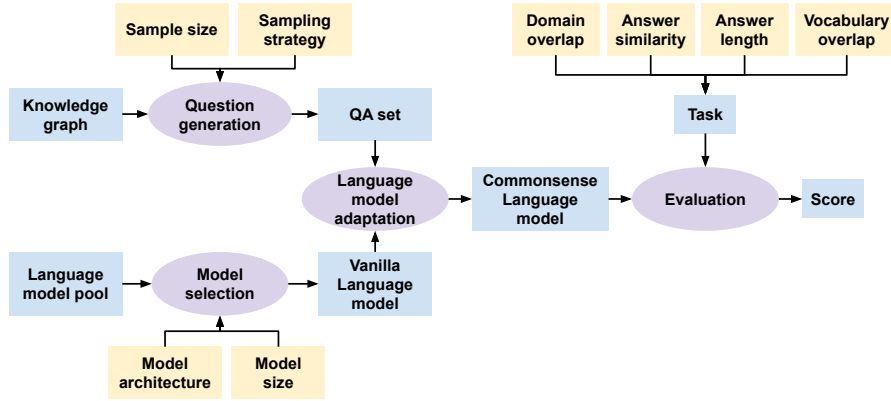 Sample size
Sampling
strategy
Domain
overlap
Answer
similarity
Answer
length
Vocabulary
overlap
Knowledge
graph
Question
generation
QA set
Task
Language
model
adaptation
Commonsense
Language
model
Evaluation
Score
Language
model pool
Model
selection
Vanilla
Language
model
Model
architecture
Model
size